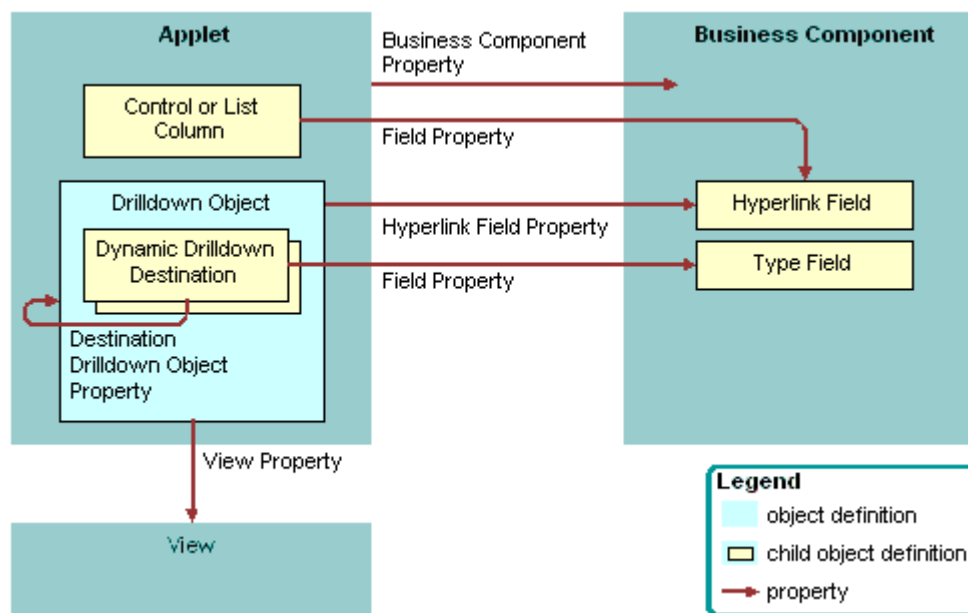 Applet
Business Component
Property
Business Component
Control or List
Column
Field Property
Drilldown Object
Hyperlink Field
Hyperlink Field Property
Dynamic Drilldown
Destination
Type Field
Field Property
Destination
Drilldown Object
Property
View Property
Legend
object definition
View
child object definition
property